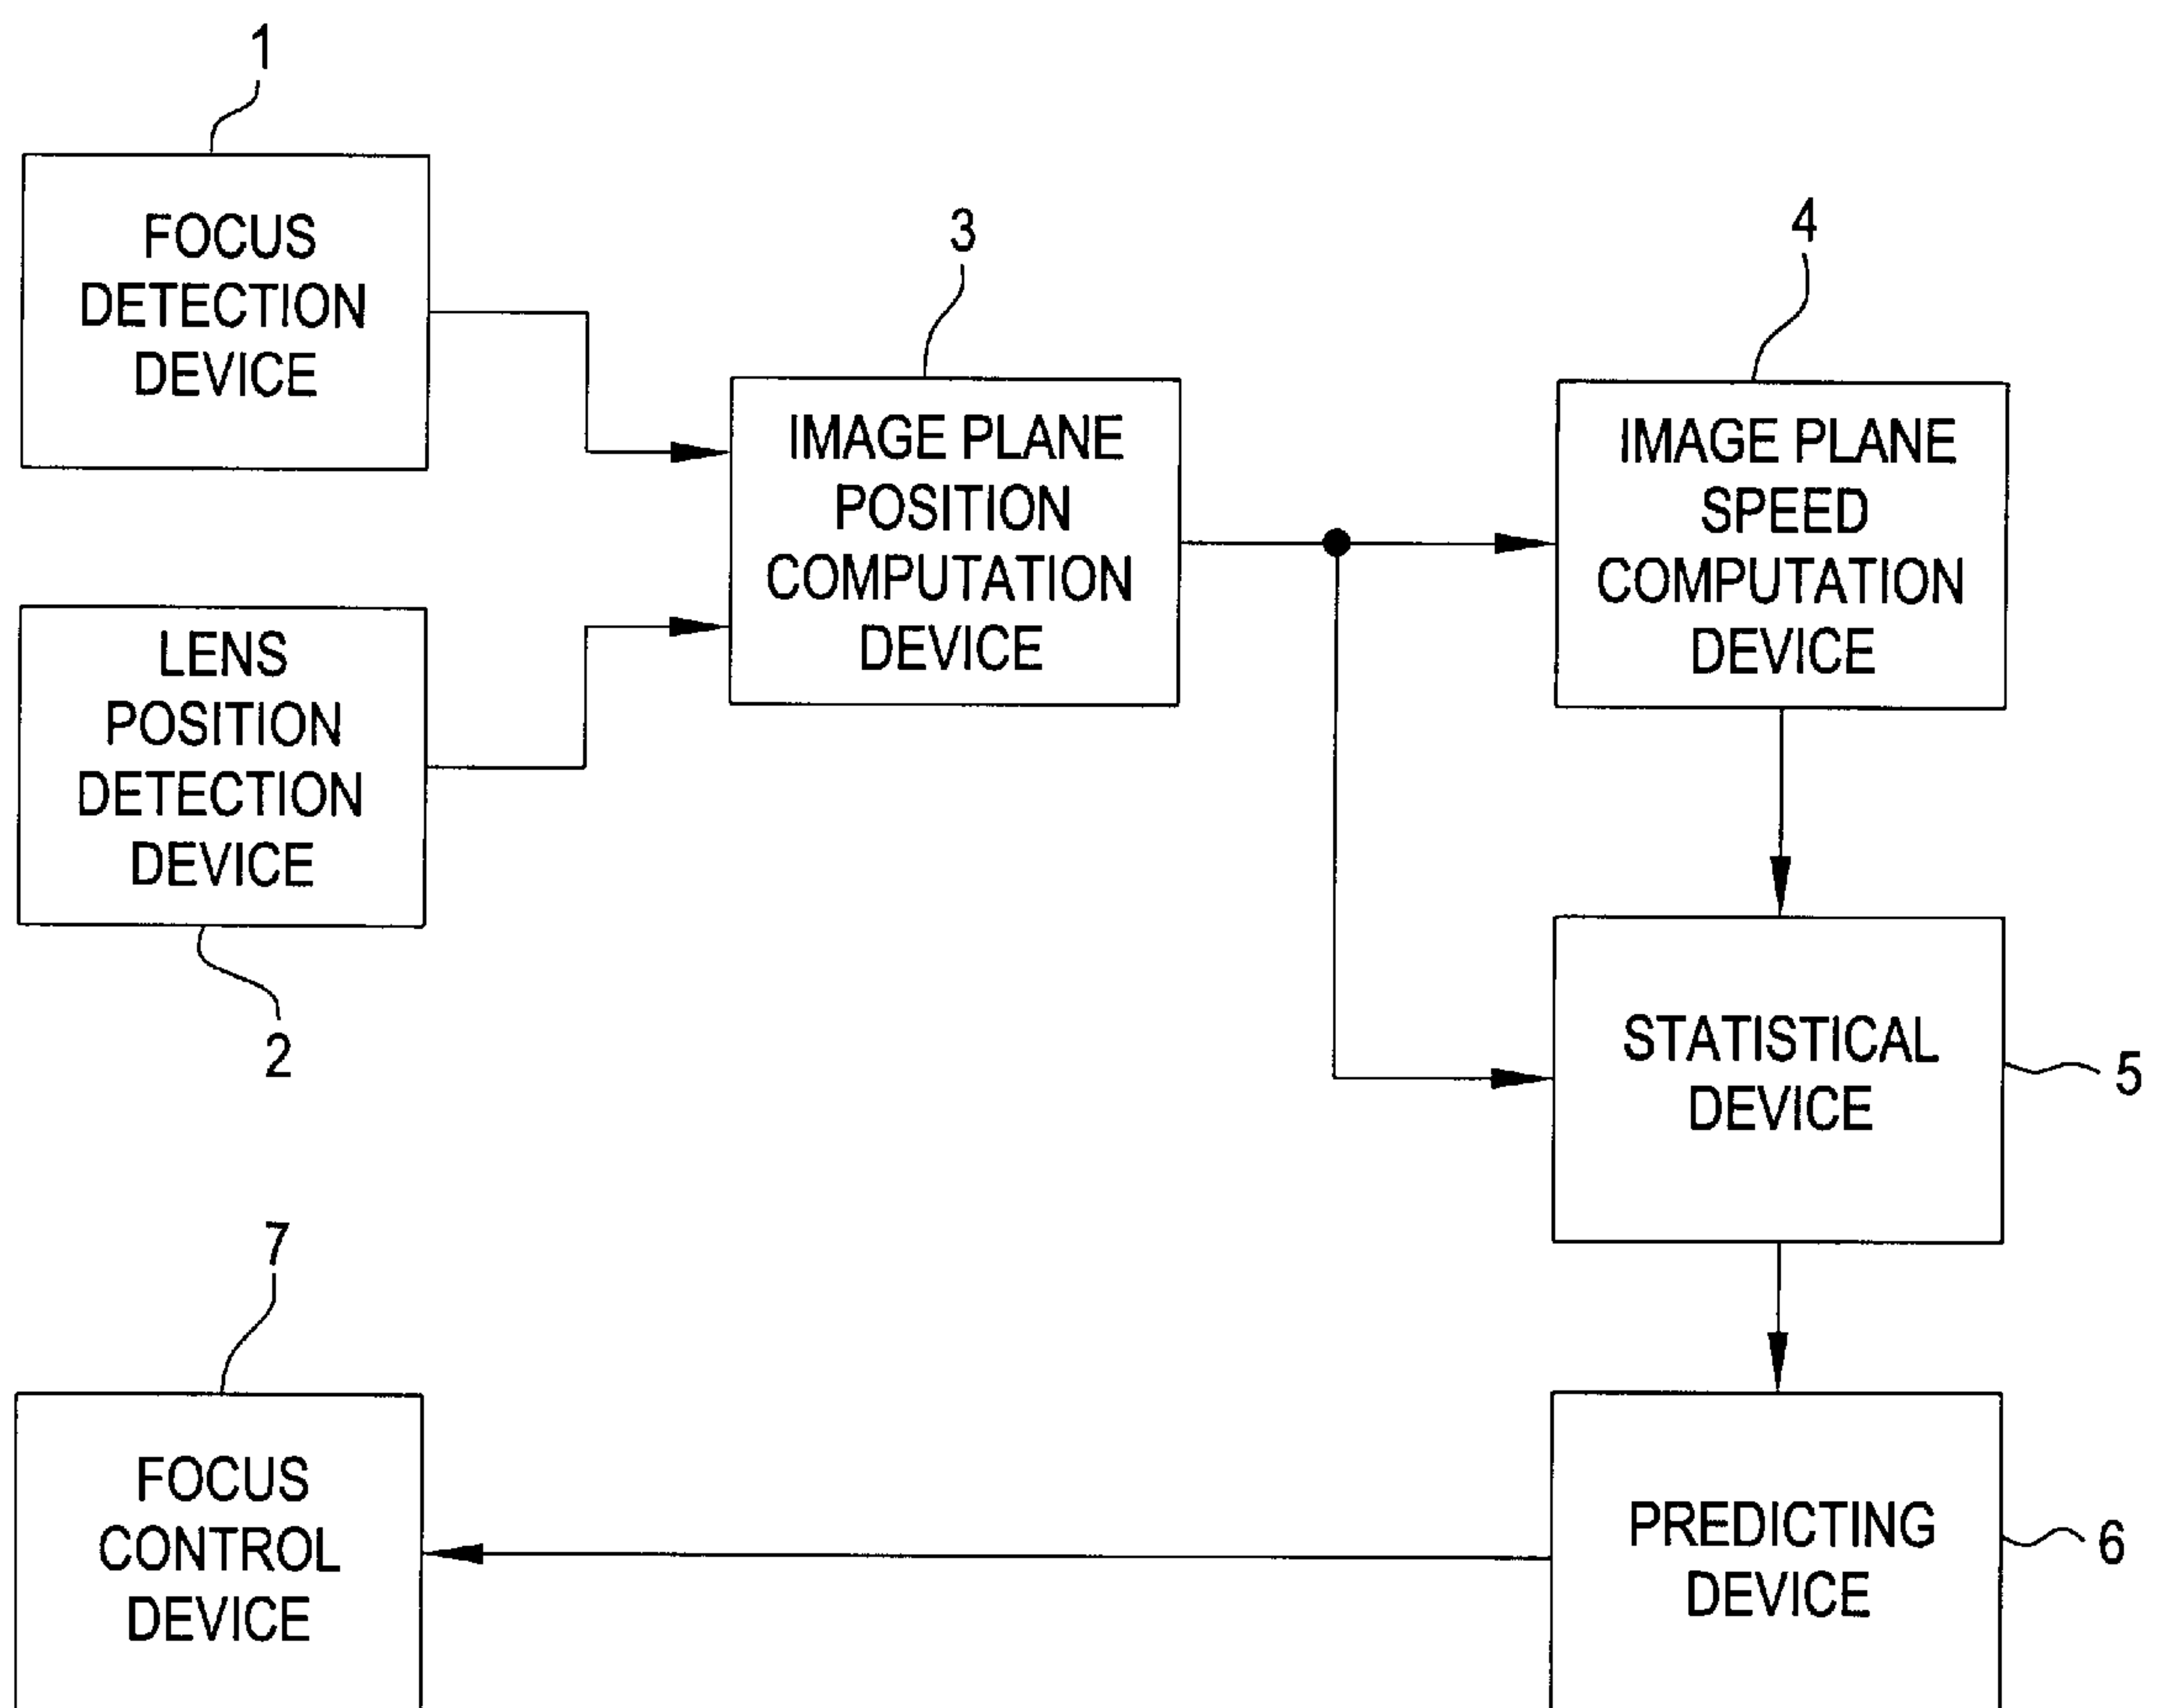 1
FOCUS
DETECTION
DEVICE
2
LENS
POSITION
DETECTION
DEVICE
3
IMAGE PLANE
POSITION
COMPUTATION
DEVICE
4
IMAGE PLANE
SPEED
COMPUTATION
DEVICE
STATISTICAL
DEVICE
5
PREDICTING
DEVICE
6
7
FOCUS
CONTROL
DEVICE